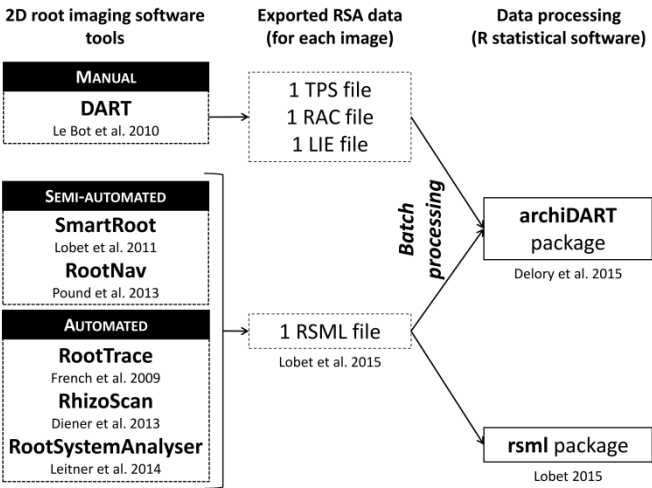 2D root imaging software
tools
MANUAL
DART
Le Bot et al. 2010
SEMI-AUTOMATED
SmartRoot
Lobet et al. 2011
RootNav
Pound et al. 2013
AUTOMATED
RootTrace
French et al. 2009
RhizoScan
Diener et al. 2013
RootSystemAnalyser
Leitner et al. 2014
Exported RSA data
(for each image)
1 TPS file
1 RAC file
1 LIE file
1 RSML file
Lobet et al. 2015
Batch
processing
Data processing
(R statistical software)
archiDART
package
Delory et al. 2015
rsml package
Lobet 2015